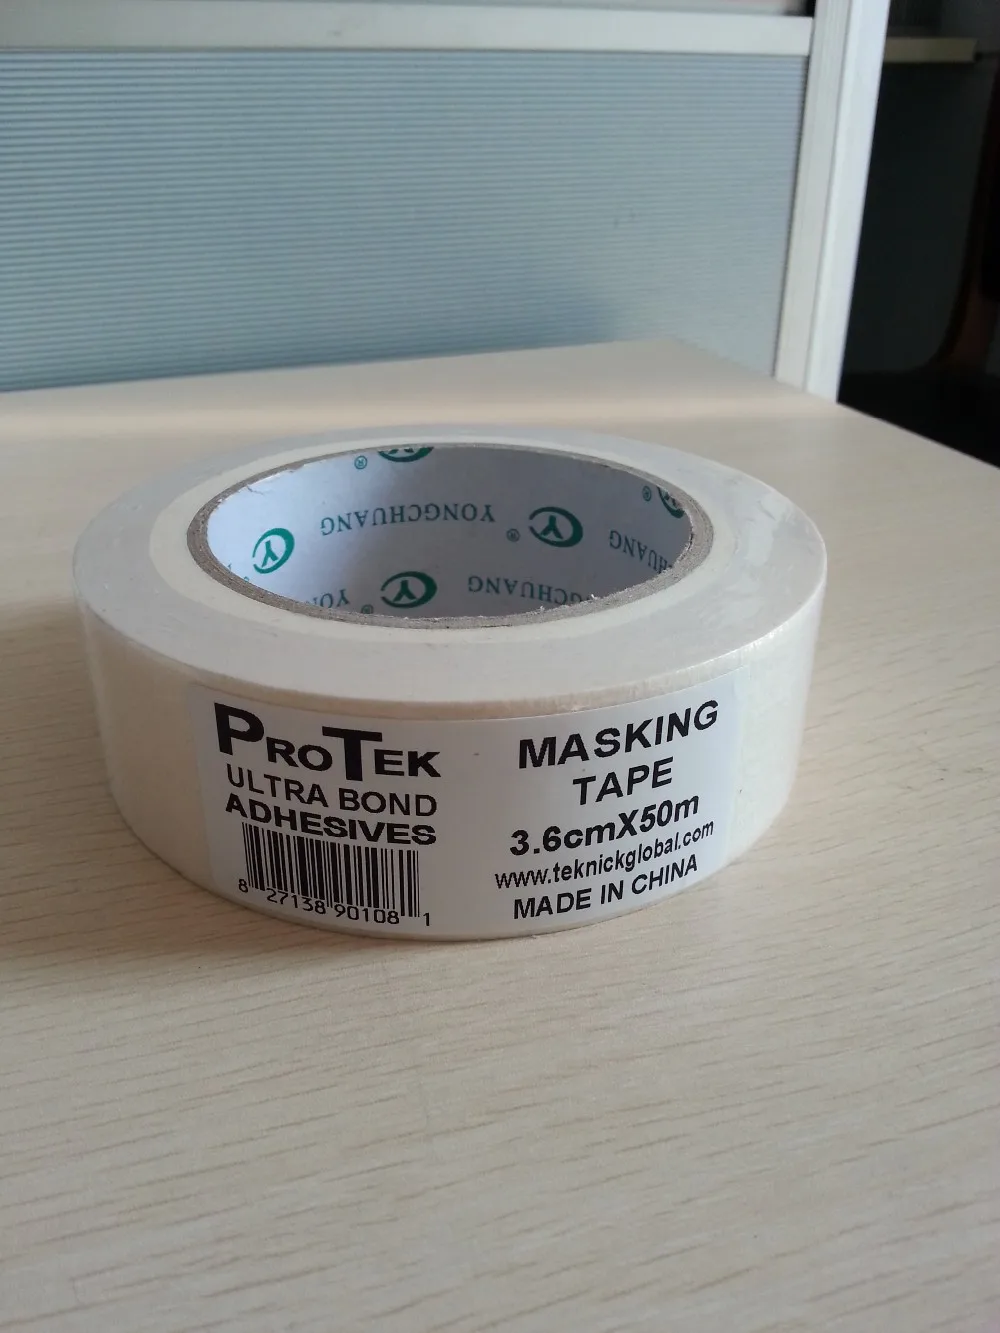 YONGCHUANG
YONGCHUANG
PROTEK
ULTRA BOND
ADHESIVES
8 27138 90108 1
MASKING
TAPE
3.6cmX50m
www.teknickglobal.com
MADE IN CHINA